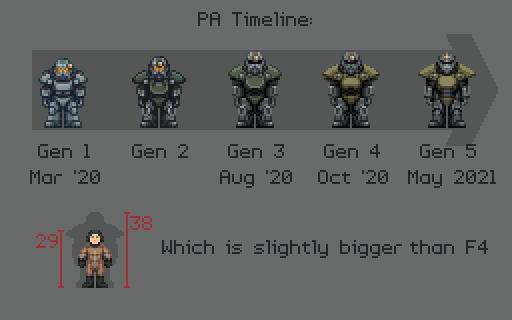 PA Timeline:
Gen 1 Gen 2 Gen 3 Gen 4 Gen 5
Mar '20 Aug '20 Oct '20 May 2021
38
29
Which is slightly bigger than F4